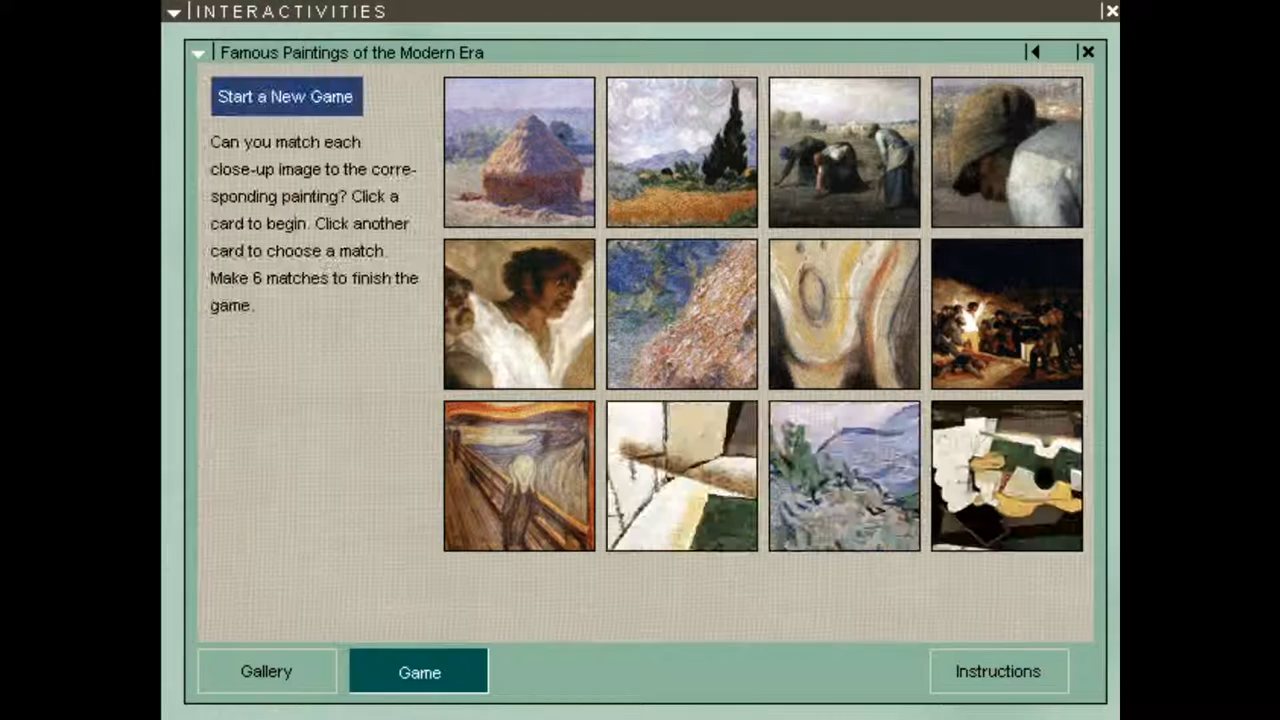 INTERACTIVITIES
Famous Paintings of the Modern Era
Start a New Game
Can you match each
close-up image to the corre-
sponding painting? Click a
card to begin. Click another
card to choose a match.
Make 6 matches to finish the
game.
Gallery
Game
Instructions